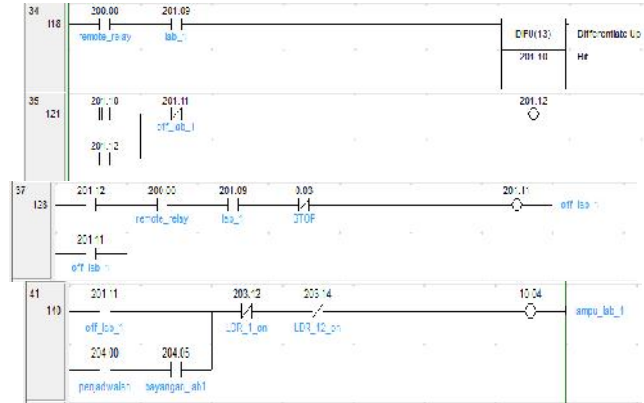 34
118
200.00
201.09
remote_relay
lab_1
DIFU(13)
Differentiate Up
201.10
Bit
35
121
201.10
201.11
201.12
off_lab_1
201.12
37
128
201.12
200.00
201.09
0.03
201.11
off_lab_1
remote_relay
lab_1
STOP
201.11
off_lab_1
41
140
201.11
203.12
203.14
10.04
lampu_lab_1
off_lab_1
LDR_1_on
LDR_12_on
204.00
204.05
penjadwalan
bayangan_lab1